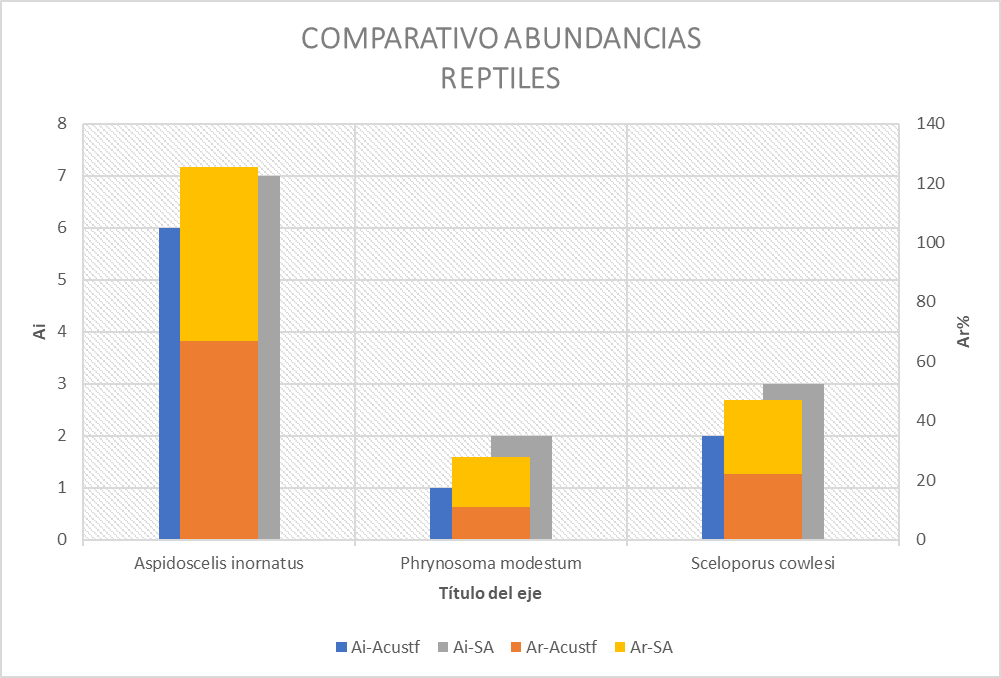 COMPARATIVO ABUNDANCIAS
REPTILES
8
7
6
5
4
3
2
1
0
Ai
140
120
100
80
60
40
20
0
Ar%
Aspidoscelis inornatus Phrynosoma modestum Sceloporus cowlesi
Título del eje
Ai-Acustf Ai-SA Ar-Acustf Ar-SA